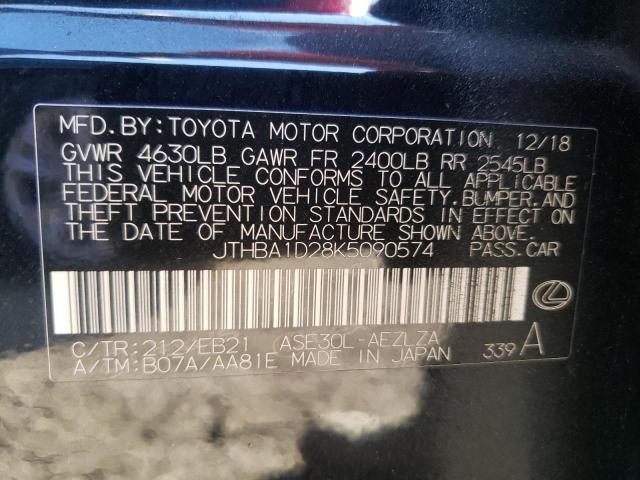 MFD. BY: TOYOTA MOTOR CORPORATION 12/18
GVWR 4630LB GAWR FR 2400LB RR 2545LB
THIS VEHICLE CONFORMS TO ALL APPLICABLE
FEDERAL MOTOR VEHICLE SAFETY, BUMPER, AND
THEFT PREVENTION STANDARDS IN EFFECT ON
THE DATE OF MANUFACTURE SHOWN ABOVE.
JTHBA1D28K5090574 PASS. CAR
C/TR: 212/EB21 ASE30L-AEZLZA
A/TM: B07A/AA81E MADE IN JAPAN 339 A